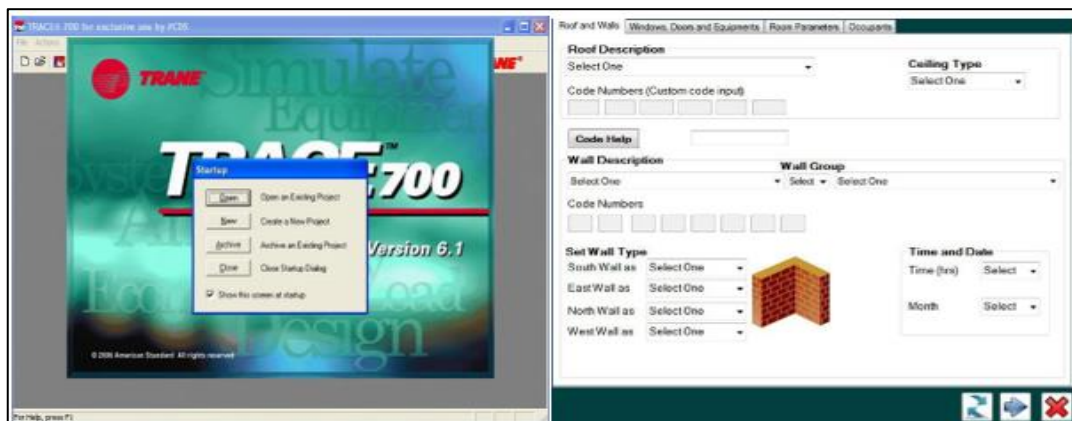 TRACE® 700 for exclusive use by PCDS
File Actions
TRANE
NE®
Simulate
Equipment
TRACE™ 700
Version 6.1
Load
Design
Startup
Open Open an Existing Project
New Create a New Project
Archive Archive an Existing Project
Close Close Startup Dialog
Show this screen at startup
© 2006 American Standard All rights reserved
For Help, press F1
Roof and Walls Windows, Doors and Equipments Room Parameters Occupants
Roof Description
Select One
Ceiling Type
Select One
Code Numbers (Custom code input)
Code Help
Wall Description Wall Group
Select One Select Select One
Code Numbers
Set Wall Type
South Wall as Select One
East Wall as Select One
North Wall as Select One
West Wall as Select One
Time and Date
Time (hrs) Select
Month Select